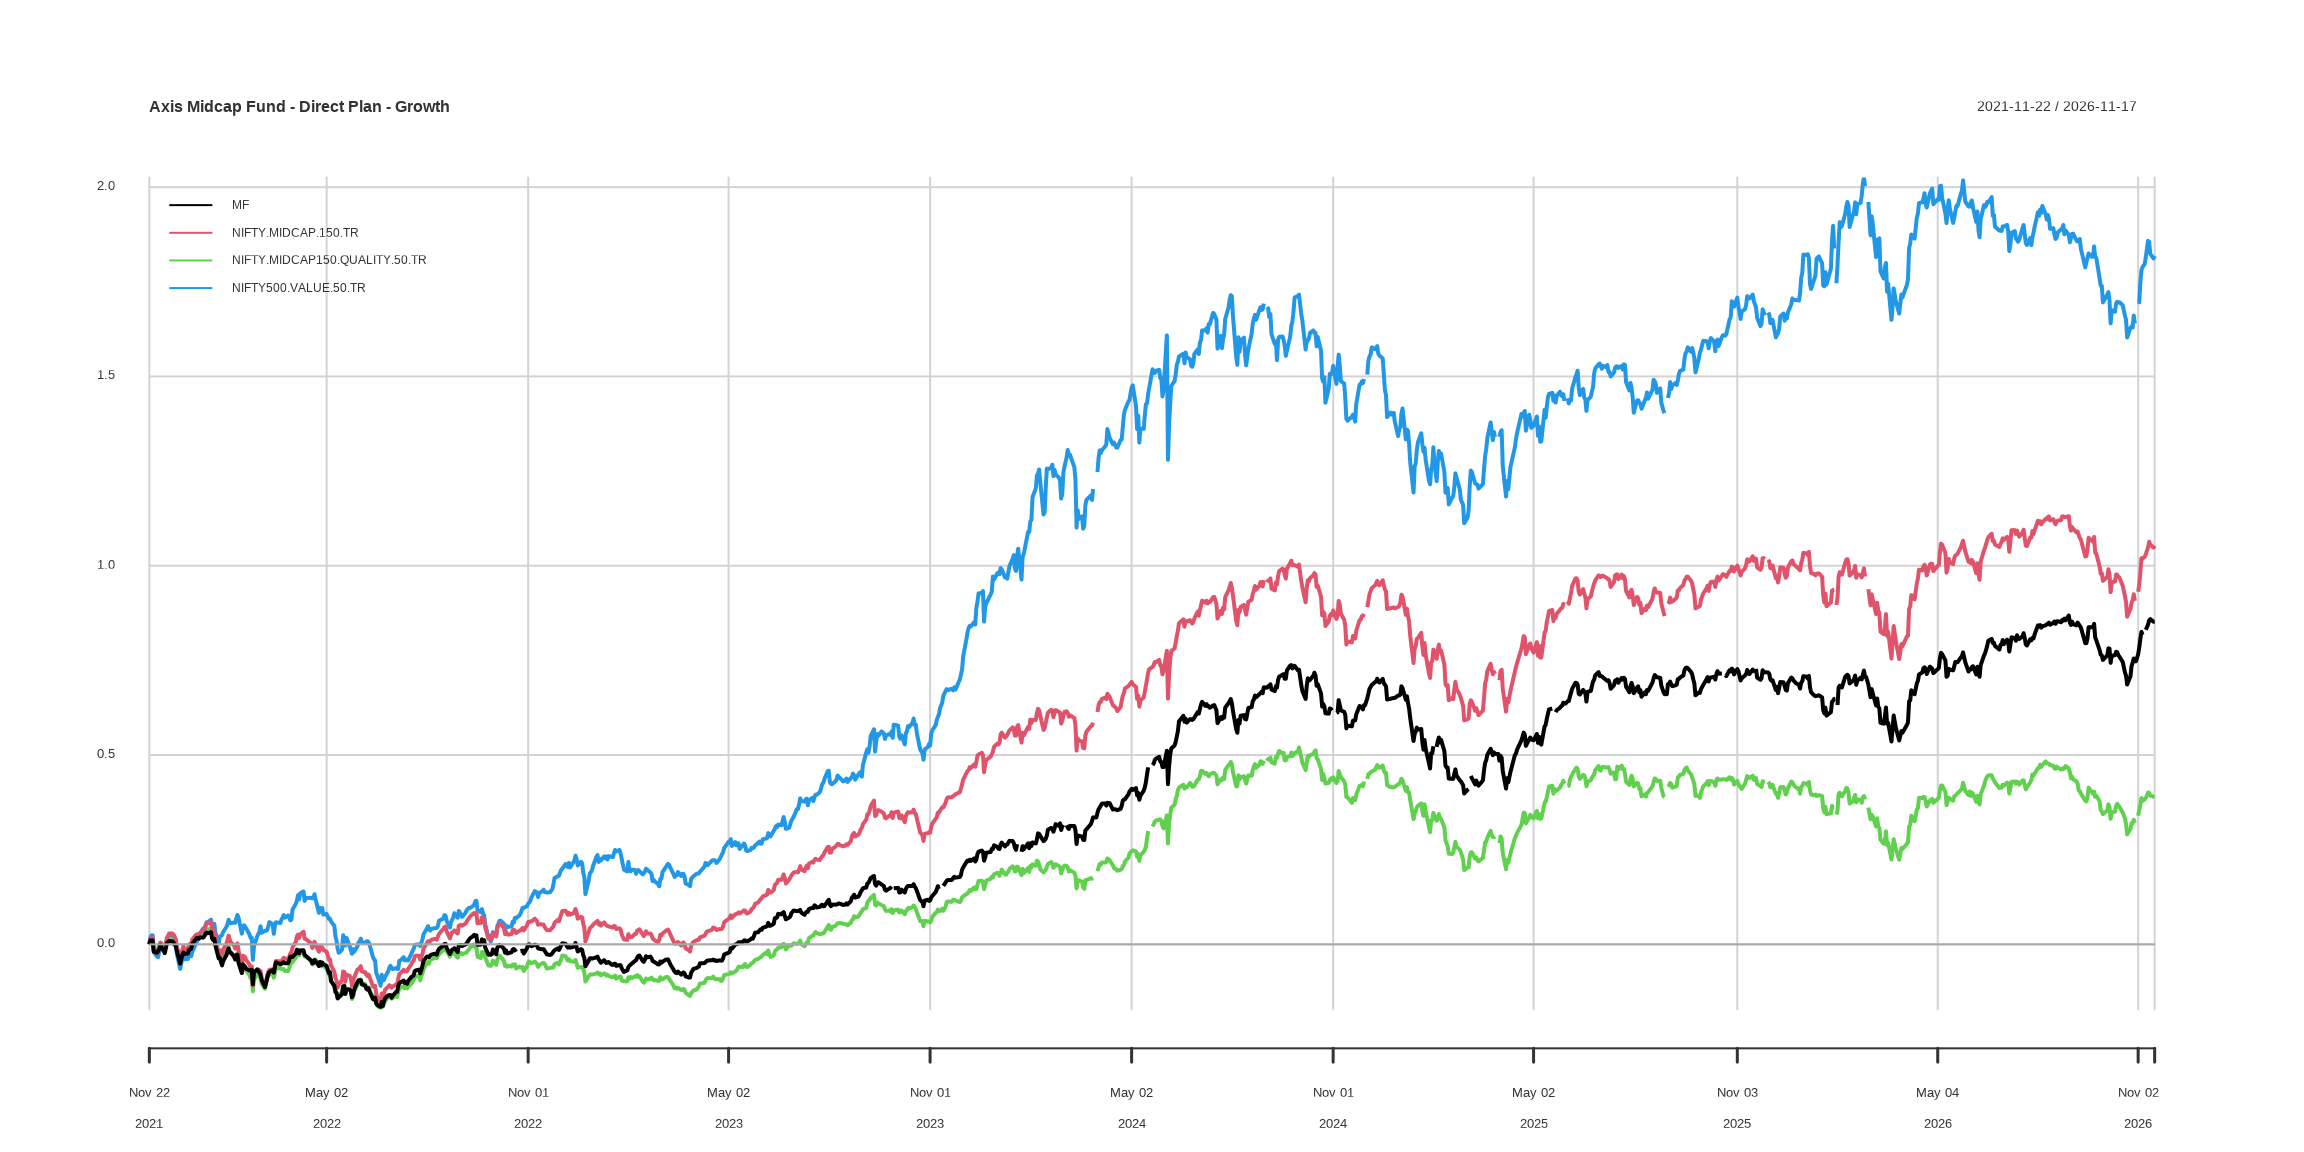 Axis Midcap Fund - Direct Plan - Growth
2021-11-22 / 2026-11-17
2.0
1.5
1.0
0.5
0.0
MF
NIFTY.MIDCAP.150.TR
NIFTY.MIDCAP150.QUALITY.50.TR
NIFTY500.VALUE.50.TR
Nov 22 May 02 Nov 01 May 02 Nov 01 May 02 Nov 01 May 02 Nov 03 May 04 Nov 02
2021 2022 2022 2023 2023 2024 2024 2025 2025 2026 2026